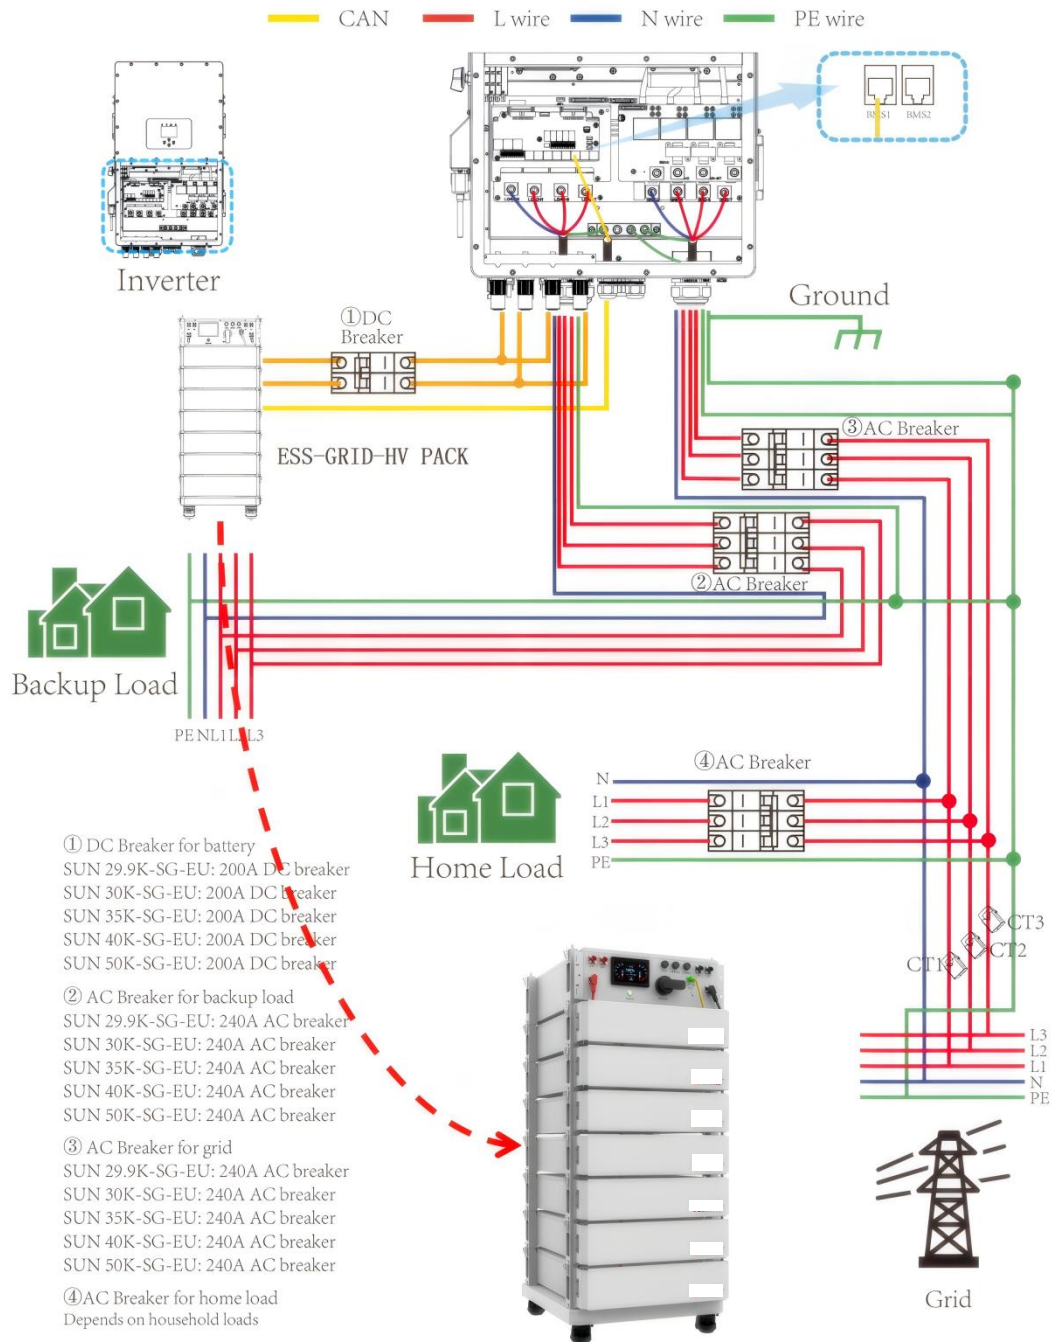 CAN
L wire
N wire
PE wire
BMS1
BMS2
Inverter
①DC
Breaker
Ground
③AC Breaker
ESS-GRID-HV PACK
②AC Breaker
Backup Load
PE N L1 L2 L3
④AC Breaker
N
L1
L2
L3
PE
Home Load
CT3
CT2
CT1
L3
L2
L1
N
PE
Grid
① DC Breaker for battery
SUN 29.9K-SG-EU: 200A DC breaker
SUN 30K-SG-EU: 200A DC breaker
SUN 35K-SG-EU: 200A DC breaker
SUN 40K-SG-EU: 200A DC breaker
SUN 50K-SG-EU: 200A DC breaker
② AC Breaker for backup load
SUN 29.9K-SG-EU: 240A AC breaker
SUN 30K-SG-EU: 240A AC breaker
SUN 35K-SG-EU: 240A AC breaker
SUN 40K-SG-EU: 240A AC breaker
SUN 50K-SG-EU: 240A AC breaker
③ AC Breaker for grid
SUN 29.9K-SG-EU: 240A AC breaker
SUN 30K-SG-EU: 240A AC breaker
SUN 35K-SG-EU: 240A AC breaker
SUN 40K-SG-EU: 240A AC breaker
SUN 50K-SG-EU: 240A AC breaker
④AC Breaker for home load
Depends on household loads